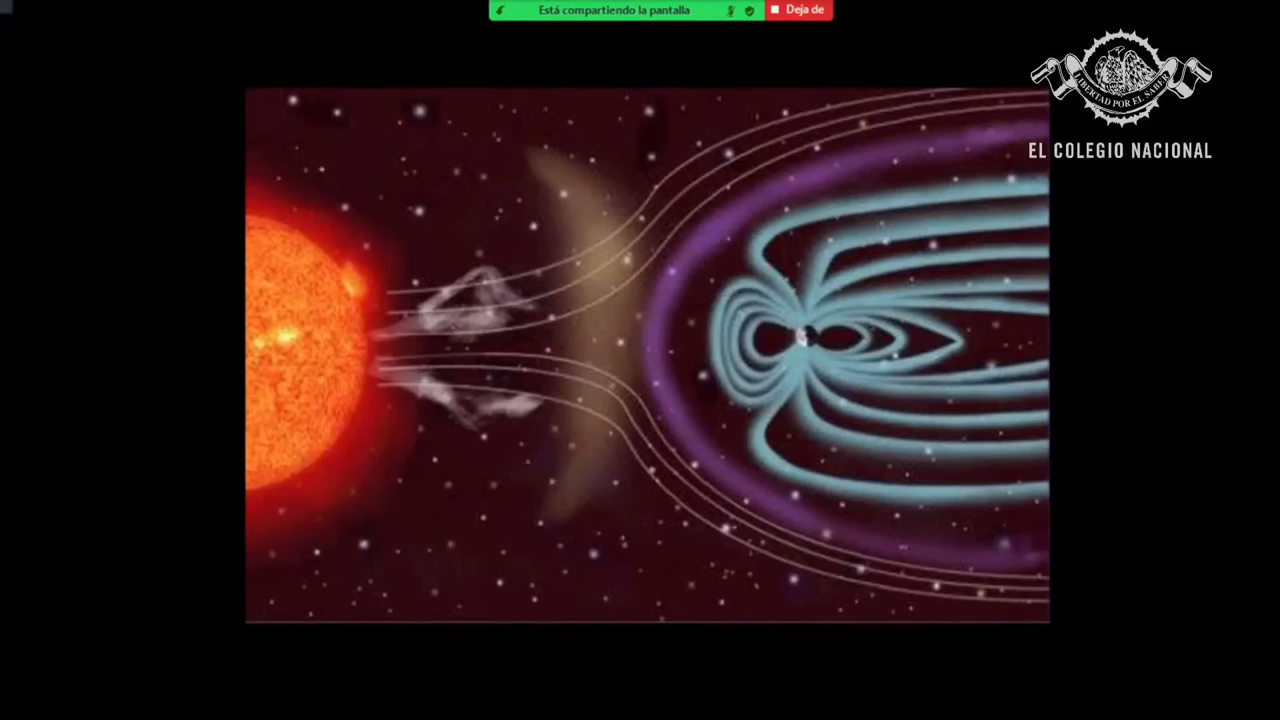 Está compartiendo la pantalla
Deja de
LIBERTAD POR EL SABER
EL COLEGIO NACIONAL